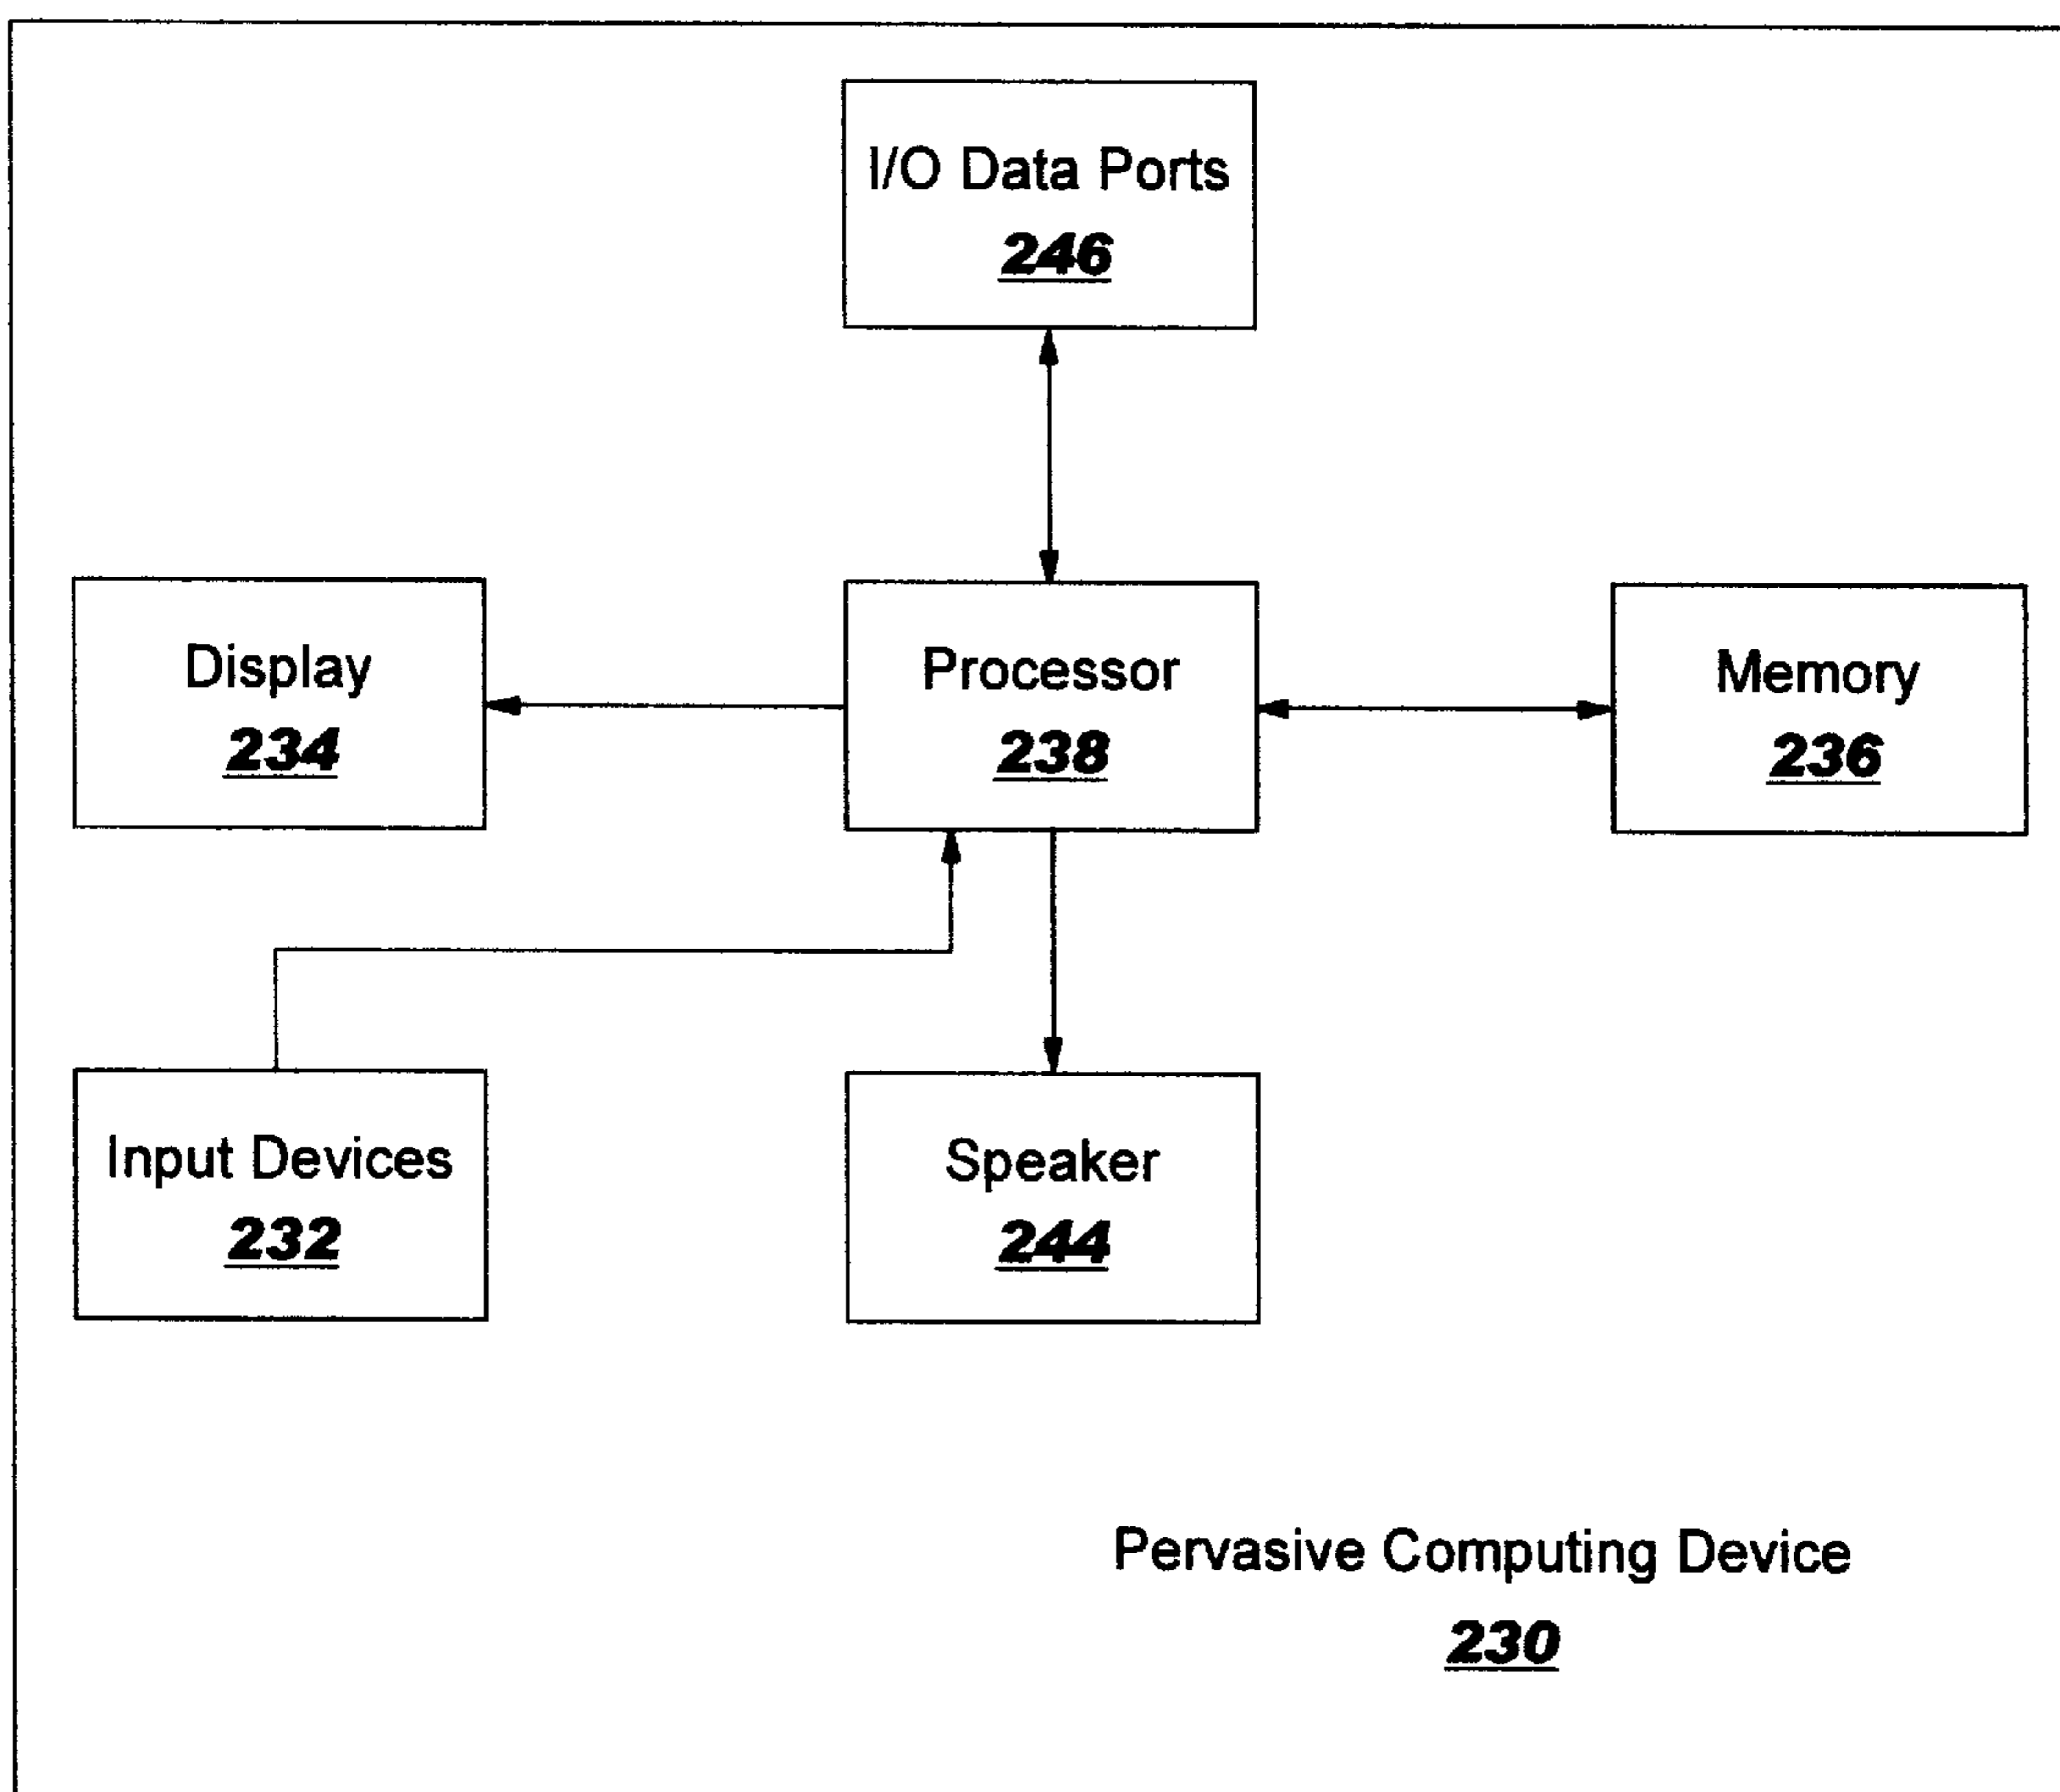 I/O Data Ports
246
Display
234
Processor
238
Memory
236
Input Devices
232
Speaker
244
Pervasive Computing Device
230